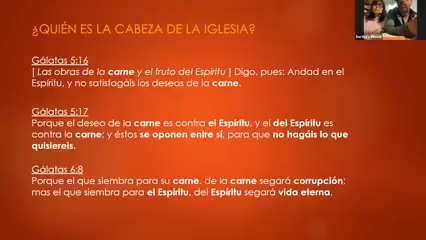 ¿QUIÉN ES LA CABEZA DE LA IGLESIA?
Gálatas 5:16
[ Las obras de la carne y el fruto del Espíritu ] Digo, pues: Andad en el
Espíritu, y no satisfagáis los deseos de la carne.
Gálatas 5:17
Porque el deseo de la carne es contra el Espíritu, y el del Espíritu es
contra la carne; y éstos se oponen entre sí, para que no hagáis lo que
quisiereis.
Gálatas 6:8
Porque el que siembra para su carne, de la carne segará corrupción;
mas el que siembra para el Espíritu, del Espíritu segará vida eterna.